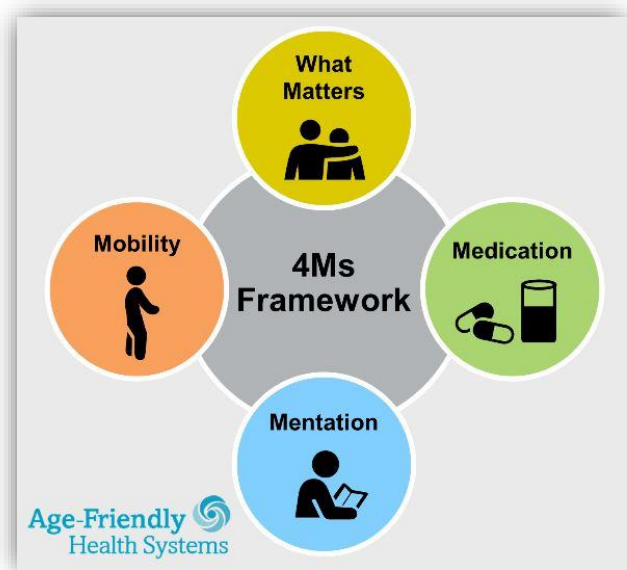 What
Matters
Mobility
4Ms
Framework
Medication
Mentation
Age-Friendly
Health Systems